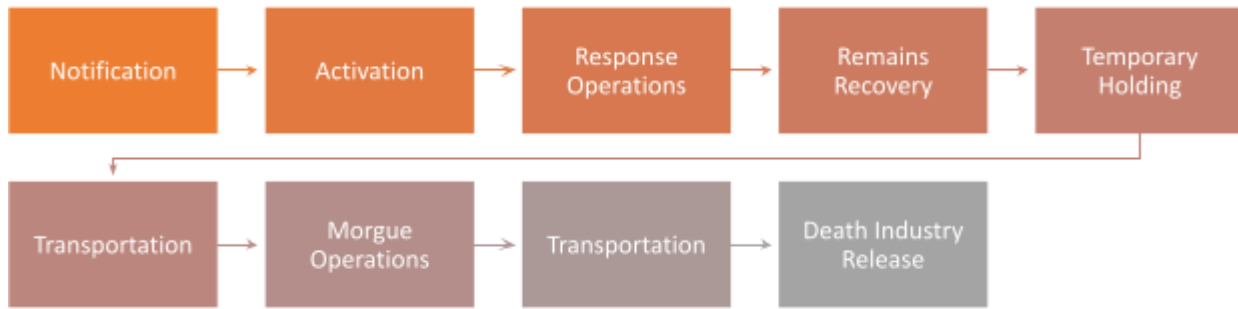 Notification
Activation
Response
Operations
Remains
Recovery
Temporary
Holding
Transportation
Morgue
Operations
Transportation
Death Industry
Release